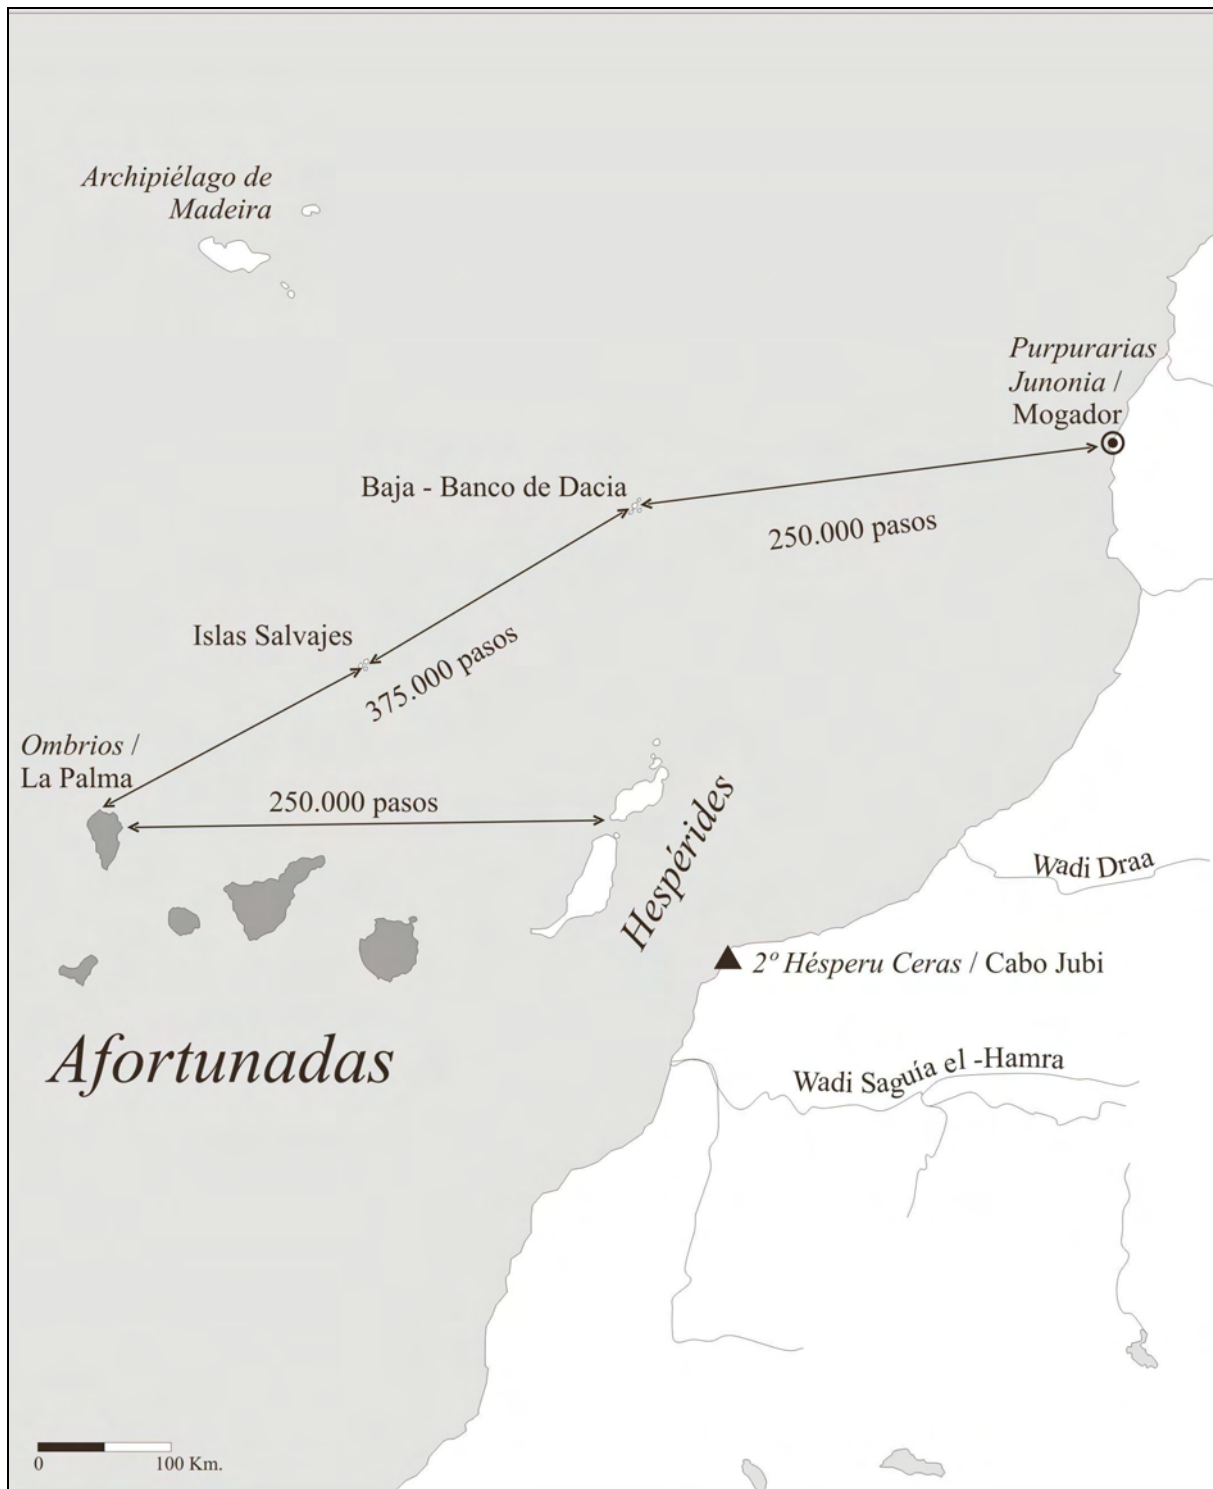 Archipiélago de
Madeira
Purpurarias
Junonia /
Mogador
Baja - Banco de Dacia
250.000 pasos
Islas Salvajes
375.000 pasos
Ombrios /
La Palma
250.000 pasos
Hespérides
Wadi Draa
2º Hésperu Ceras / Cabo Jubi
Afortunadas
Wadi Saguía el -Hamra
0 100 Km.